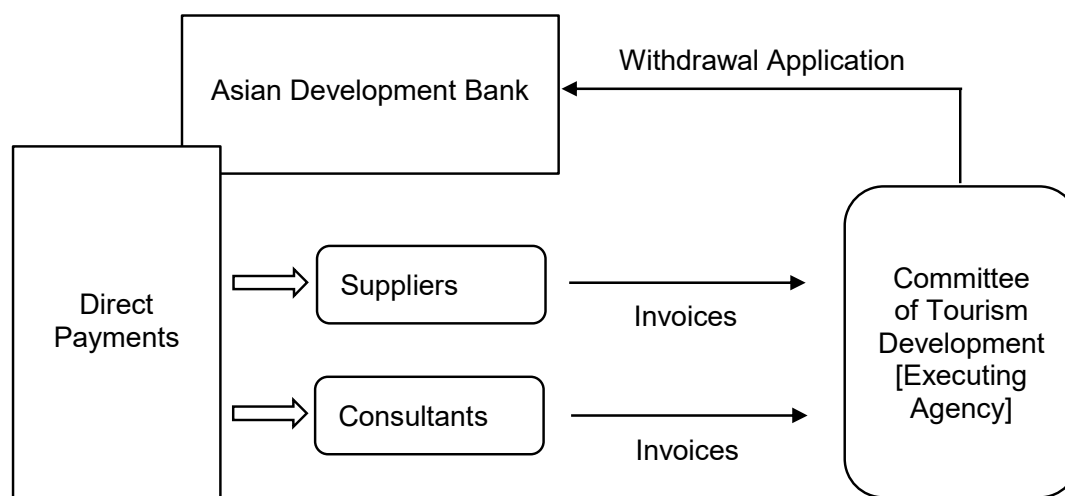 Withdrawal Application
Asian Development Bank
Direct
Payments
Suppliers
Invoices
Consultants
Invoices
Committee
of Tourism
Development
[Executing
Agency]